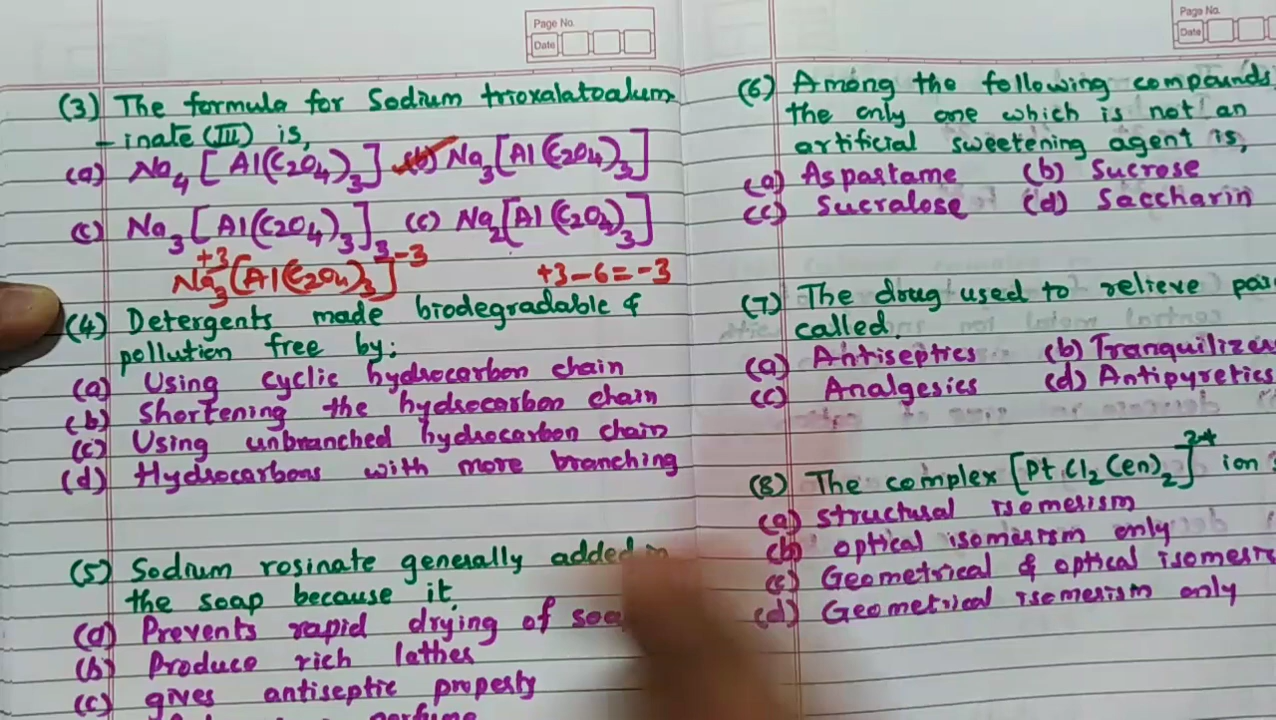 Page No.
Date
(3) The formula for Sodium trioxalatoalum
-inate (III) is,
(a) Na4 [Al(C2O4)3] (b) Na3[Al(C2O4)3]
(c) Na3[Al(C2O4)3]3 (c) Na2[Al(C2O4)3]
+3 -3
Na3[Al(C2O4)3] +3-6=-3
(4) Detergents made biodegradable &
pollution free by:
(a) Using cyclic hydrocarbon chain
(b) Shortening the hydrocarbon chain
(c) Using unbranched hydrocarbon chain
(d) Hydrocarbons with more branching
(5) Sodium rosinate generally added in
the soap because it,
(a) Prevents rapid drying of soa
(b) Produce rich lathes
(c) gives antiseptic property
perfume
Page No.
Date
(6) Among the following compounds,
the only one which is not an
artificial sweetening agent is,
(a) Aspartame (b) Sucrose
(c) Sucralose (d) Saccharin
(7) The drug used to relieve pai
called,
(a) Antiseptics (b) Tranquilizers
(c) Analgesics (d) Antipyretics
(8) The complex [Pt Cl2 (en)2]2+ ion
(a) structural isomerism
(b) optical isomerism only
(c) Geometrical & optical isomeris
(d) Geometrical isomerism only